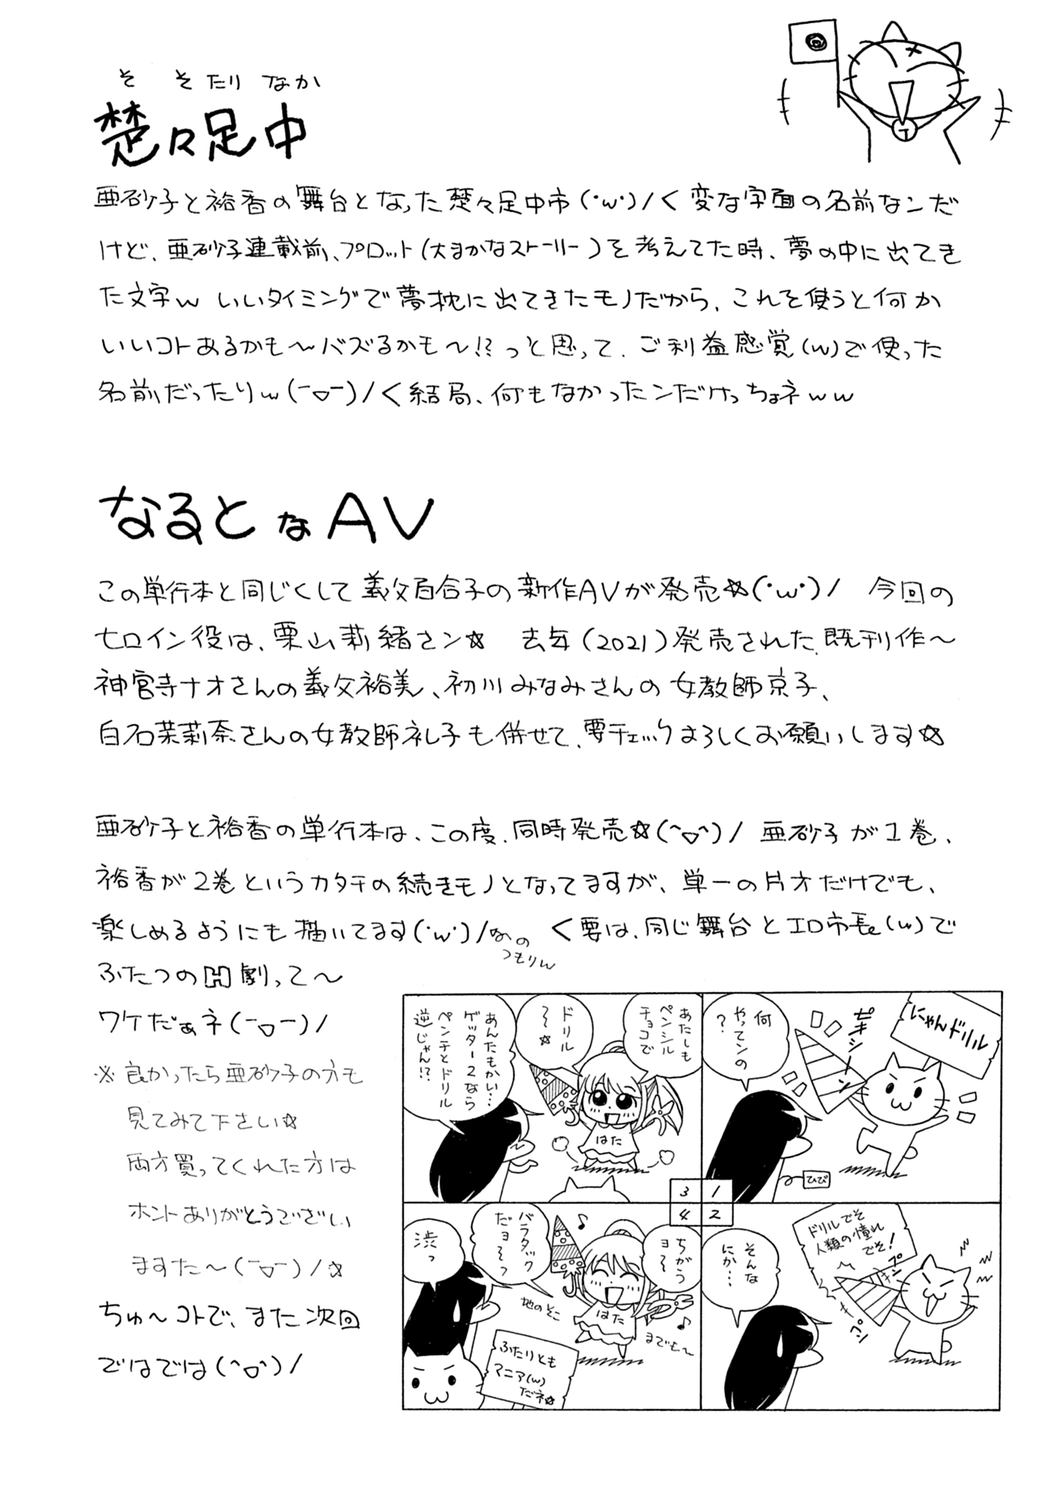 そ そたり なか
楚々足中
亜砂子と裕香の舞台となった楚々足中市(・w・)/く変な字面の名前なンだ
けど、亜砂子連載前、プロット(大まかなストーリー)を考えてた時、夢の中に出てき
た文字w いいタイミングで夢枕に出てきたモノだから、これを使うと何か
いいコトあるかも〜バズるかも〜!?っと思って、ご利益感覚(w)で使った
名前だったりw(ー▽ー)/く結局、何もなかったンだけっちょネww
なるとなAV
この単行本と同じくして義父百合子の新作AVが発売☆(・w・)/ 今回の
ヒロイン役は、栗山莉緒さン☆ 去年(2021)発売された、既刊作〜
神宮寺ナオさんの義父裕美、初川みなみさんの女教師京子、
白石茉莉奈さんの女教師礼子も併せて、要チェックよろしくお願いします☆
亜砂子と裕香の単行本は、この度、同時発売☆(^▽^)/ 亜砂子が1巻、
裕香が2巻というカタチの続きモノとなってますが、単一の片方だけでも、
楽しめるようにも描いてます(・w・)/なの
つもりw
く要は、同じ舞台とエロ市長(w)で
ふたつのH劇って〜
ワケだぁネ(ー▽ー)/
※良かったら亜砂子の方も
見てみて下さい☆
両方買ってくれた方は
ホントありがとうござい
ますた〜(ー▽ー)/☆
ちゅ〜コトで、また次回
ではでは(^▽^)/
1
にゃんドリル
ギュ
何
やってンの
?
ひび
2
ドリルでそ
人類の憧れ
でそ!
そんな
にか…
3
あたしも
ペンシル
チョコで
ドリル
〜〜☆
はた
あんたもかい…
ゲッター2なら
ペンチとドリル
逆じゃん!?
4
ちがう
ヨ〜
バラタック
だョ〜っ
はた
地のそこ
までも〜
渋っ
ふたりとも
マニア(w)
だネ☆